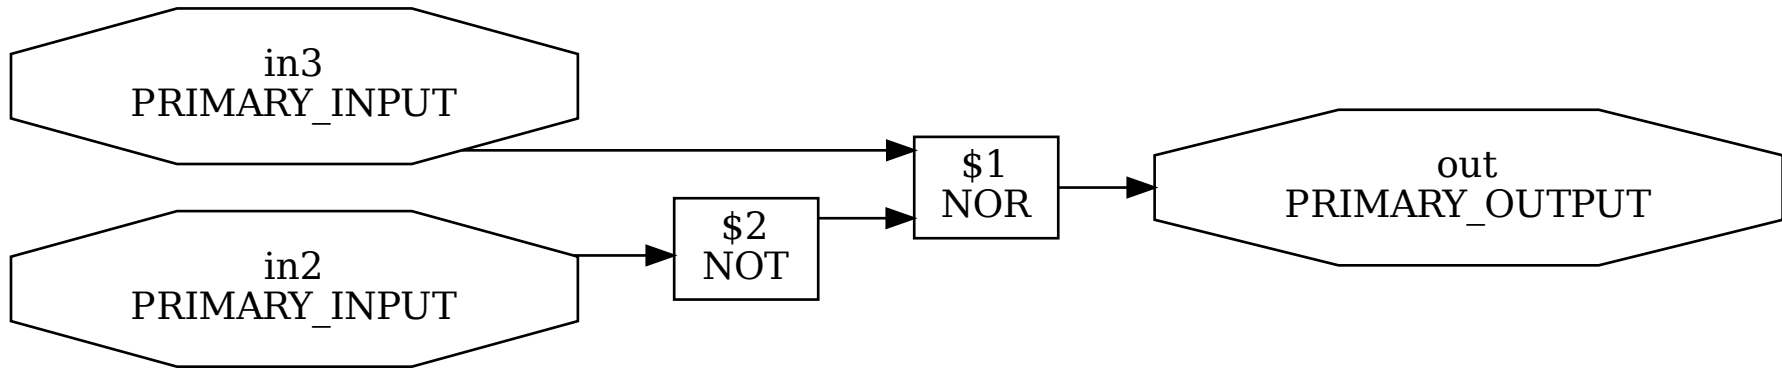 in3
PRIMARY_INPUT
$1
NOR
out
PRIMARY_OUTPUT
$2
NOT
in2
PRIMARY_INPUT